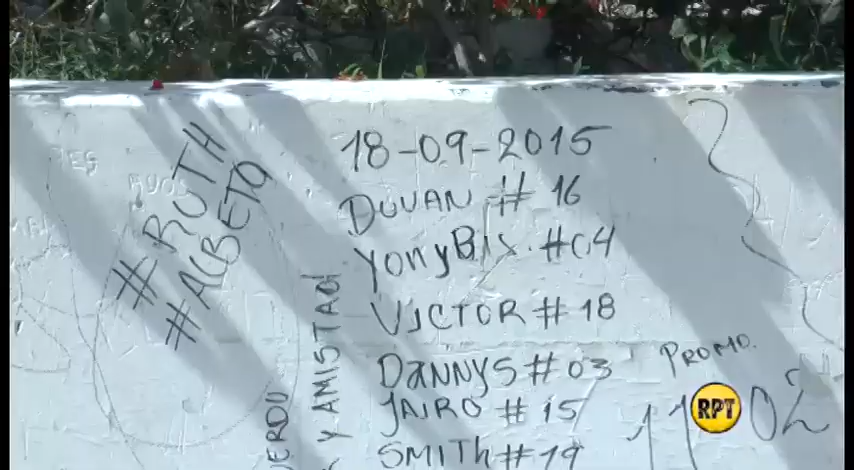 18-09-2015
DUVAN # 16
YONYBIS. #04
VICTOR # 18
DANNYS # 03
JAIRO # 15
SMITH # 19
# RUTH
# ALBETO
Y AMISTAD
PROMO.
RPT